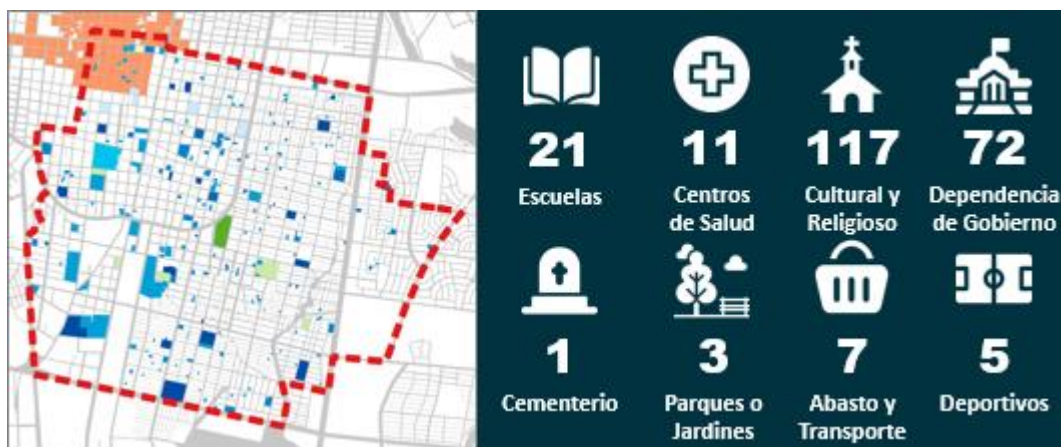 21
Escuelas
11
Centros
de Salud
117
Cultural y
Religioso
72
Dependencia
de Gobierno
1
Cementerio
3
Parques o
Jardines
7
Abasto y
Transporte
5
Deportivos